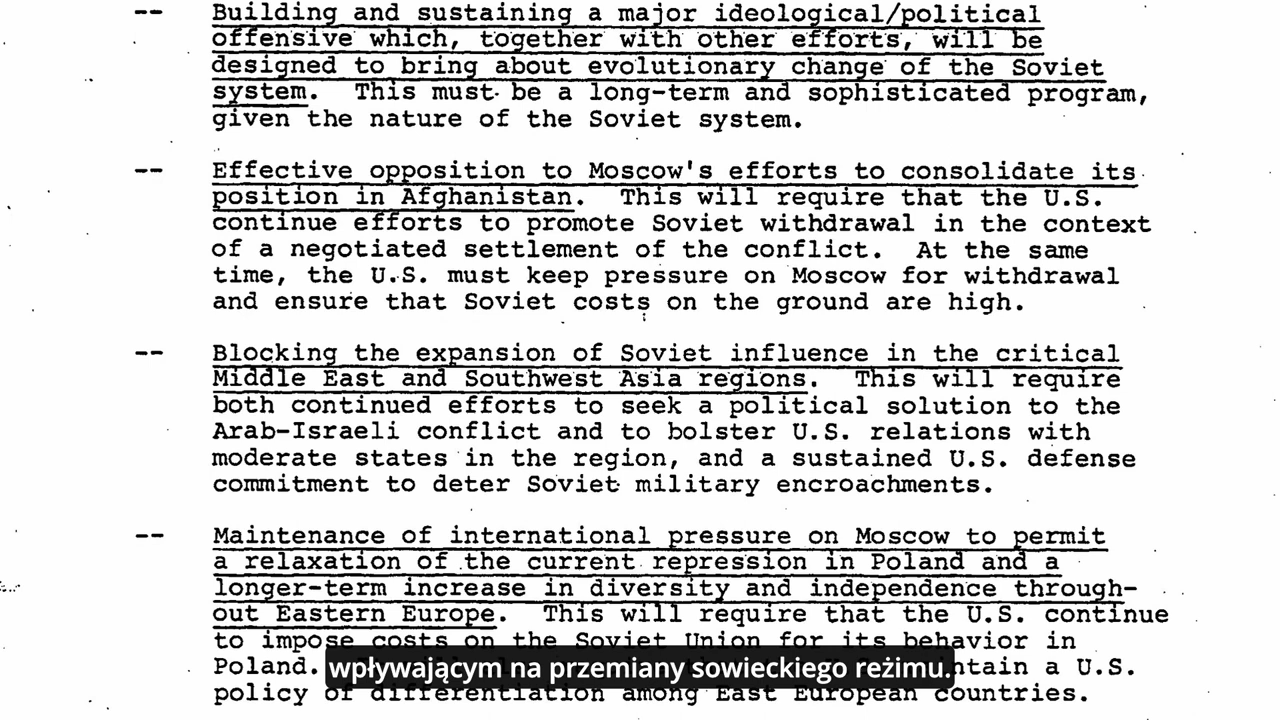 -- Building and sustaining a major ideological/political
offensive which, together with other efforts, will be
designed to bring about evolutionary change of the Soviet
system. This must be a long-term and sophisticated program,
given the nature of the Soviet system.
-- Effective opposition to Moscow's efforts to consolidate its
position in Afghanistan. This will require that the U.S.
continue efforts to promote Soviet withdrawal in the context
of a negotiated settlement of the conflict. At the same
time, the U.S. must keep pressure on Moscow for withdrawal
and ensure that Soviet costs on the ground are high.
-- Blocking the expansion of Soviet influence in the critical
Middle East and Southwest Asia regions. This will require
both continued efforts to seek a political solution to the
Arab-Israeli conflict and to bolster U.S. relations with
moderate states in the region, and a sustained U.S. defense
commitment to deter Soviet military encroachments.
-- Maintenance of international pressure on Moscow to permit
a relaxation of the current repression in Poland and a
longer-term increase in diversity and independence through-
out Eastern Europe. This will require that the U.S. continue
to impose costs on the Soviet Union for its behavior in
Poland. a U.S.
wpływającym na przemiany sowieckiego reżimu.
policy of differentiation among East European countries.